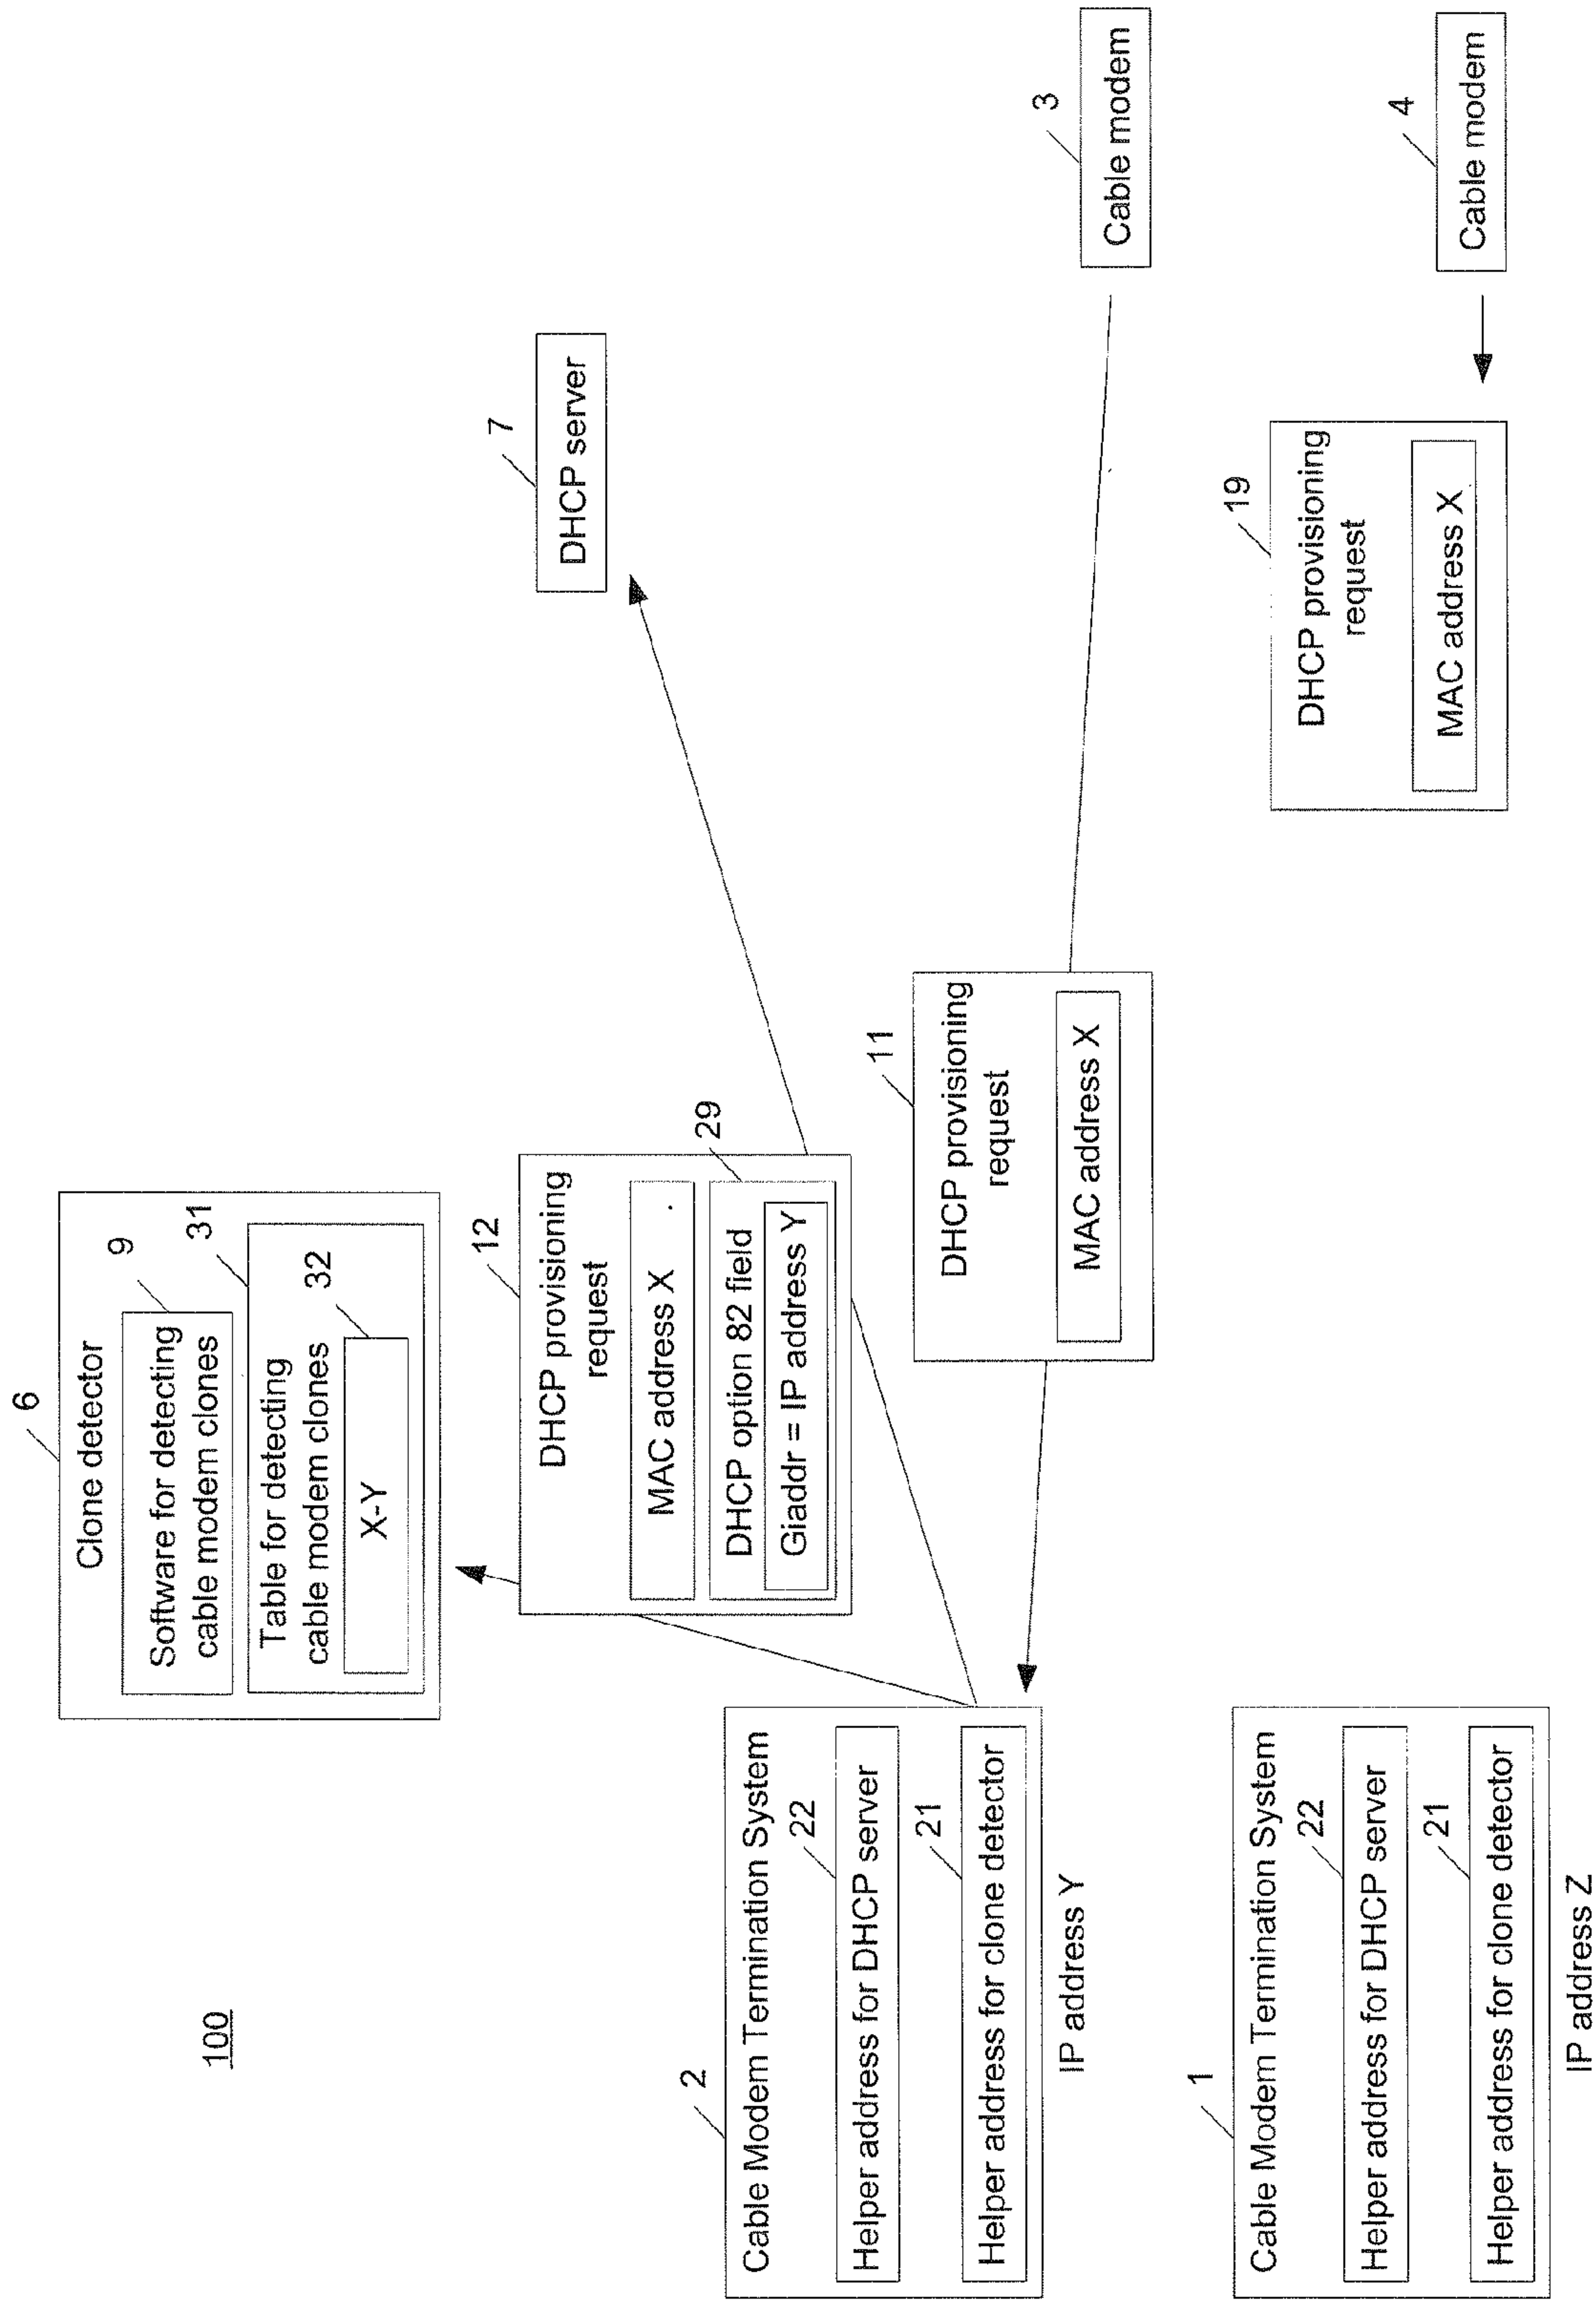 100
6
Clone detector
9
Software for detecting
cable modem clones
31
Table for detecting
cable modem clones
32
X-Y
7
DHCP server
12
DHCP provisioning
request
MAC address X
29
DHCP option 82 field
Giaddr = IP address Y
2
Cable Modem Termination System
22
Helper address for DHCP server
21
Helper address for clone detector
IP address Y
11
DHCP provisioning
request
MAC address X
3
Cable modem
1
Cable Modem Termination System
22
Helper address for DHCP server
21
Helper address for clone detector
IP address Z
19
DHCP provisioning
request
MAC address X
4
Cable modem